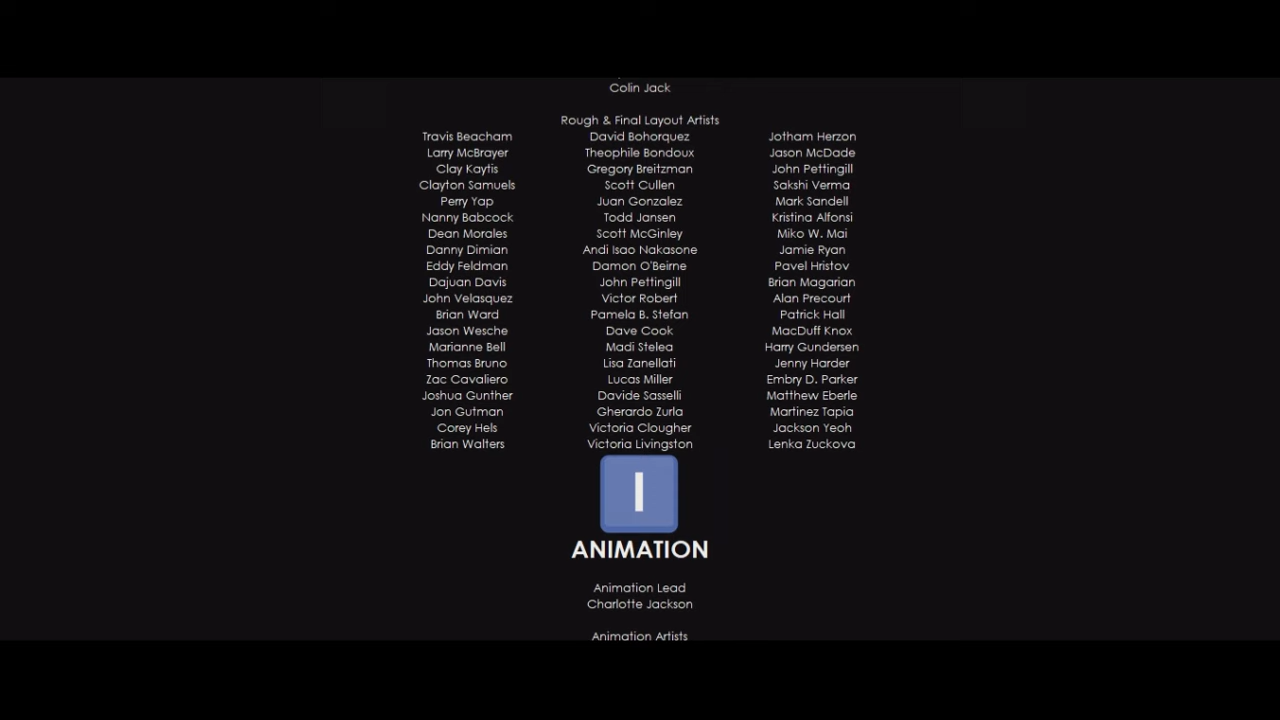 Colin Jack
Rough & Final Layout Artists
Travis Beacham David Bohorquez Jotham Herzon
Larry McBrayer Theophile Bondoux Jason McDade
Clay Kaytis Gregory Breitzman John Pettingill
Clayton Samuels Scott Cullen Sakshi Verma
Perry Yap Juan Gonzalez Mark Sandell
Nanny Babcock Todd Jansen Kristina Alfonsi
Dean Morales Scott McGinley Miko W. Mai
Danny Dimian Andi Isao Nakasone Jamie Ryan
Eddy Feldman Damon O'Beirne Pavel Hristov
Dajuan Davis John Pettingill Brian Magarian
John Velasquez Victor Robert Alan Precourt
Brian Ward Pamela B. Stefan Patrick Hall
Jason Wesche Dave Cook MacDuff Knox
Marianne Bell Madi Stelea Harry Gundersen
Thomas Bruno Lisa Zanellati Jenny Harder
Zac Cavaliero Lucas Miller Embry D. Parker
Joshua Gunther Davide Sasselli Matthew Eberle
Jon Gutman Gherardo Zurla Martinez Tapia
Corey Hels Victoria Clougher Jackson Yeoh
Brian Walters Victoria Livingston Lenka Zuckova
I
ANIMATION
Animation Lead
Charlotte Jackson
Animation Artists